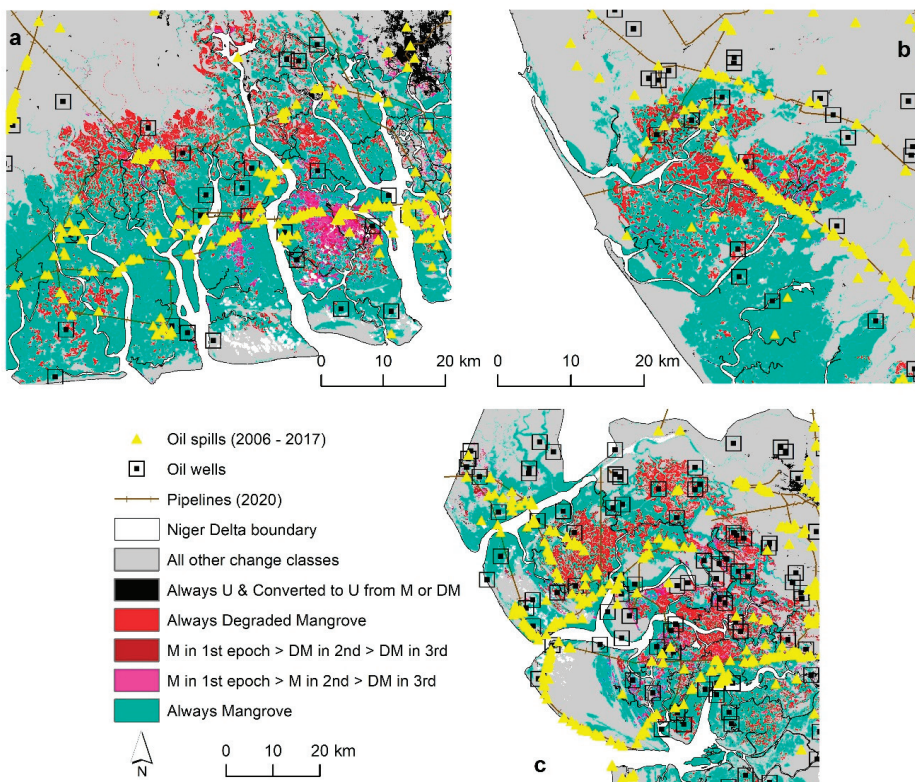 a
b
0 10 20 km
0 10 20 km
Oil spills (2006 - 2017)
Oil wells
Pipelines (2020)
Niger Delta boundary
All other change classes
Always U & Converted to U from M or DM
Always Degraded Mangrove
M in 1st epoch > DM in 2nd > DM in 3rd
M in 1st epoch > M in 2nd > DM in 3rd
Always Mangrove
N
0 10 20 km
c